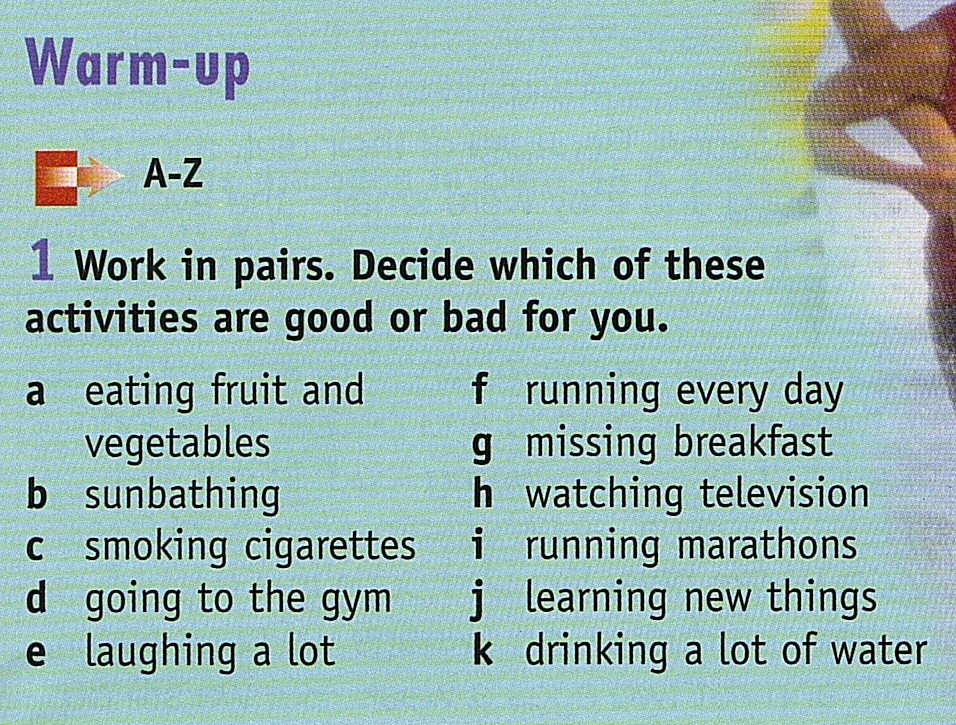 Warm-up
A-Z
1 Work in pairs. Decide which of these
activities are good or bad for you.
a eating fruit and
vegetables
b sunbathing
c smoking cigarettes
d going to the gym
e laughing a lot
f running every day
g missing breakfast
h watching television
i running marathons
j learning new things
k drinking a lot of water